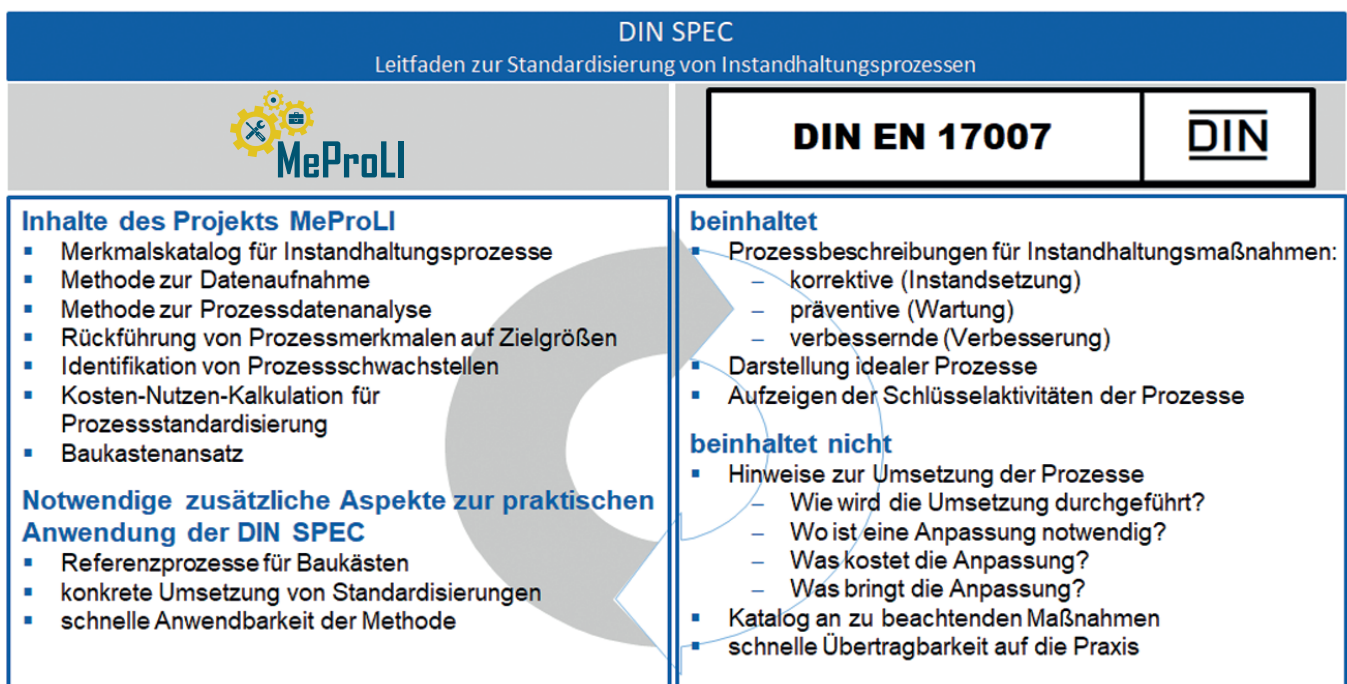 DIN SPEC
Leitfaden zur Standardisierung von Instandhaltungsprozessen
MeProLI
Inhalte des Projekts MeProLI
▪ Merkmalskatalog für Instandhaltungsprozesse
▪ Methode zur Datenaufnahme
▪ Methode zur Prozessdatenanalyse
▪ Rückführung von Prozessmerkmalen auf Zielgrößen
▪ Identifikation von Prozessschwachstellen
▪ Kosten-Nutzen-Kalkulation für
Prozessstandardisierung
▪ Baukastenansatz
Notwendige zusätzliche Aspekte zur praktischen
Anwendung der DIN SPEC
▪ Referenzprozesse für Baukästen
▪ konkrete Umsetzung von Standardisierungen
▪ schnelle Anwendbarkeit der Methode
DIN EN 17007
DIN
beinhaltet
▪ Prozessbeschreibungen für Instandhaltungsmaßnahmen:
– korrektive (Instandsetzung)
– präventive (Wartung)
– verbessernde (Verbesserung)
▪ Darstellung idealer Prozesse
▪ Aufzeigen der Schlüsselaktivitäten der Prozesse
beinhaltet nicht
▪ Hinweise zur Umsetzung der Prozesse
– Wie wird die Umsetzung durchgeführt?
– Wo ist eine Anpassung notwendig?
– Was kostet die Anpassung?
– Was bringt die Anpassung?
▪ Katalog an zu beachtenden Maßnahmen
▪ schnelle Übertragbarkeit auf die Praxis